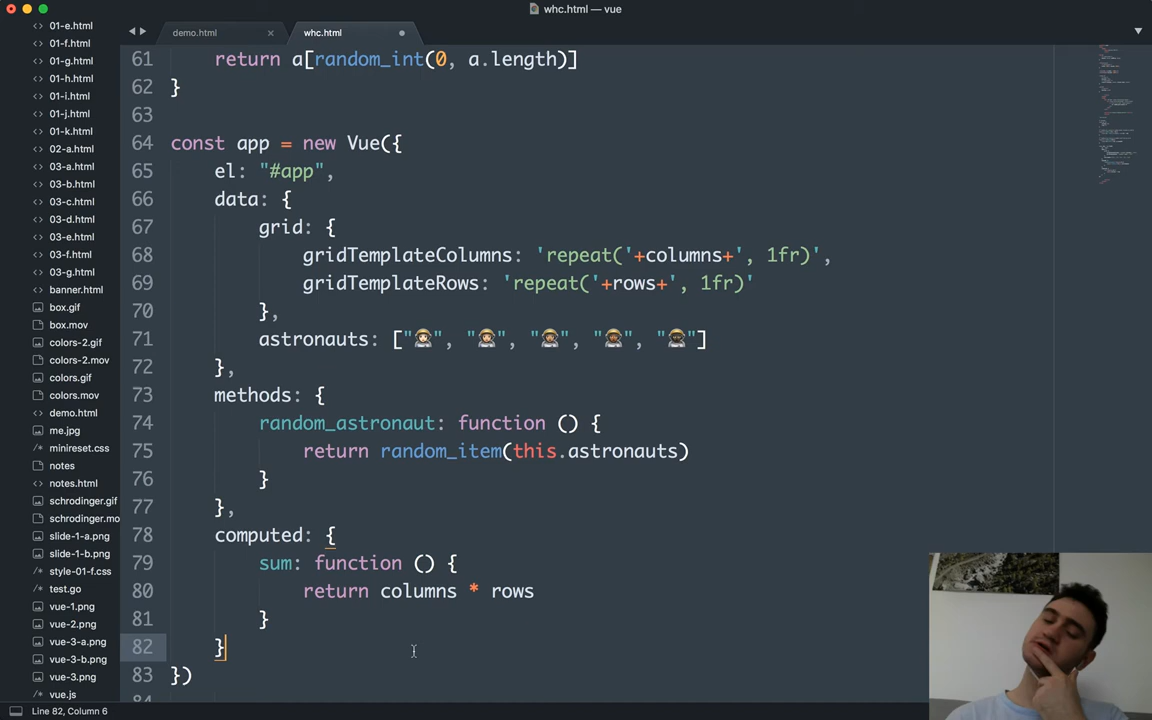 whc.html — vue
demo.html
whc.html
01-e.html
01-f.html
01-g.html
01-h.html
01-i.html
01-j.html
01-k.html
02-a.html
03-a.html
03-b.html
03-c.html
03-d.html
03-e.html
03-f.html
03-g.html
banner.html
box.gif
box.mov
colors-2.gif
colors-2.mov
colors.gif
colors.mov
demo.html
me.jpg
minireset.css
notes
notes.html
schrodinger.gif
schrodinger.mo
slide-1-a.png
slide-1-b.png
style-01-f.css
test.go
vue-1.png
vue-2.png
vue-3-a.png
vue-3-b.png
vue-3.png
vue.js
61 return a[random_int(0, a.length)]
62 }
63
64 const app = new Vue({
65 el: "#app",
66 data: {
67 grid: {
68 gridTemplateColumns: 'repeat('+columns+', 1fr)',
69 gridTemplateRows: 'repeat('+rows+', 1fr)'
70 },
71 astronauts: ["👩🏻‍🚀", "👩🏼‍🚀", "👩🏽‍🚀", "👩🏾‍🚀", "👩🏿‍🚀"]
72 },
73 methods: {
74 random_astronaut: function () {
75 return random_item(this.astronauts)
76 }
77 },
78 computed: {
79 sum: function () {
80 return columns * rows
81 }
82 }
83 })
84
Line 82, Column 6